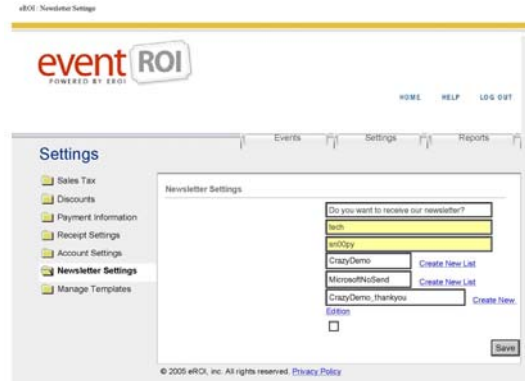 eROI : Newsletter Settings
event ROI
POWERED BY EROI
HOME HELP LOG OUT
Events Settings Reports
Settings
Sales Tax
Discounts
Payment Information
Receipt Settings
Account Settings
Newsletter Settings
Manage Templates
Newsletter Settings
Do you want to receive our newsletter?
tech
sn00py
CrazyDemo Create New List
MicrosoftNoSend Create New List
CrazyDemo_thankyou Create New
Edition
Save
© 2005 eROI, inc. All rights reserved. Privacy Policy